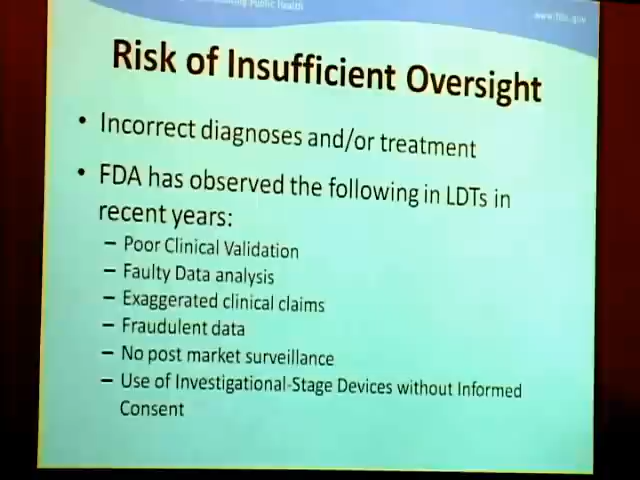 Public Health
www.fda.gov
Risk of Insufficient Oversight
• Incorrect diagnoses and/or treatment
• FDA has observed the following in LDTs in
recent years:
– Poor Clinical Validation
– Faulty Data analysis
– Exaggerated clinical claims
– Fraudulent data
– No post market surveillance
– Use of Investigational-Stage Devices without Informed
Consent